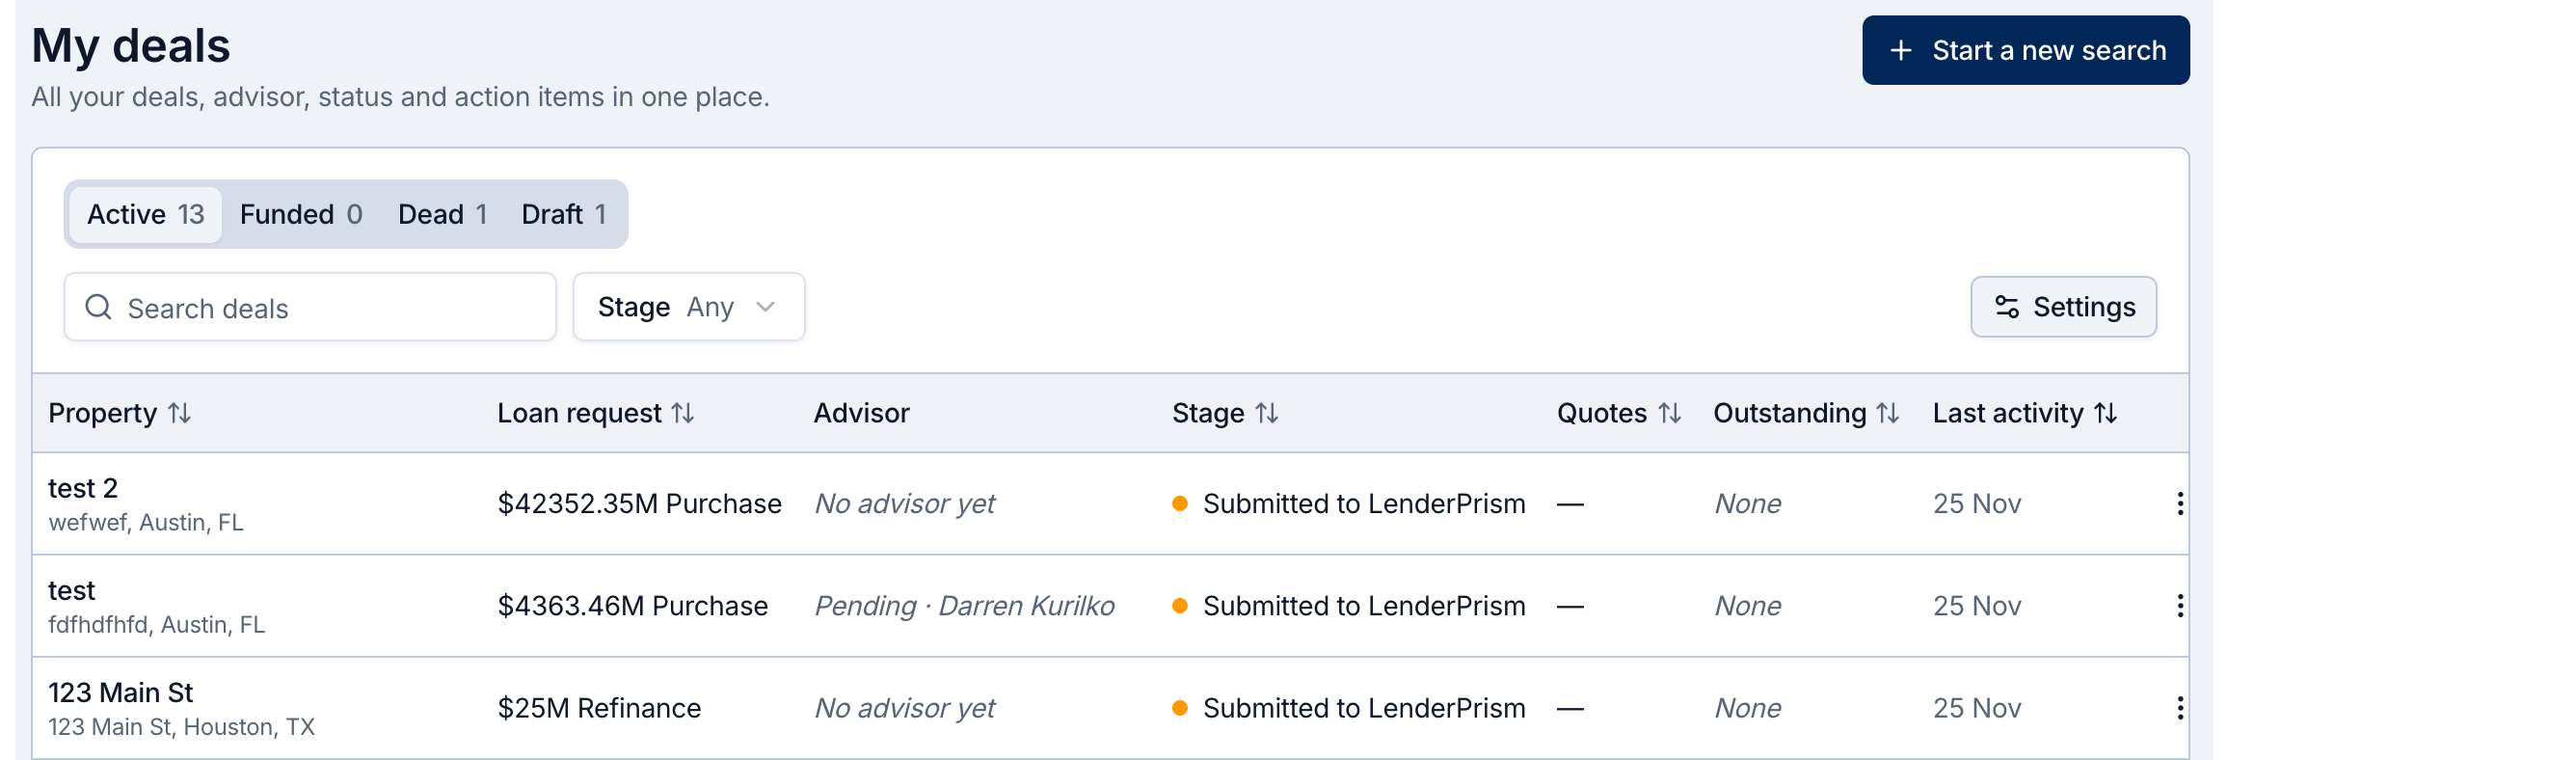 My deals
Start a new search
All your deals, advisor, status and action items in one place.
Active 13 Funded 0 Dead 1 Draft 1
Search deals Stage Any Settings
Property Loan request Advisor Stage Quotes Outstanding Last activity
test 2
wefwef, Austin, FL
$42352.35M Purchase No advisor yet Submitted to LenderPrism — None 25 Nov
test
fdfhdfhfd, Austin, FL
$4363.46M Purchase Pending · Darren Kurilko Submitted to LenderPrism — None 25 Nov
123 Main St
123 Main St, Houston, TX
$25M Refinance No advisor yet Submitted to LenderPrism — None 25 Nov